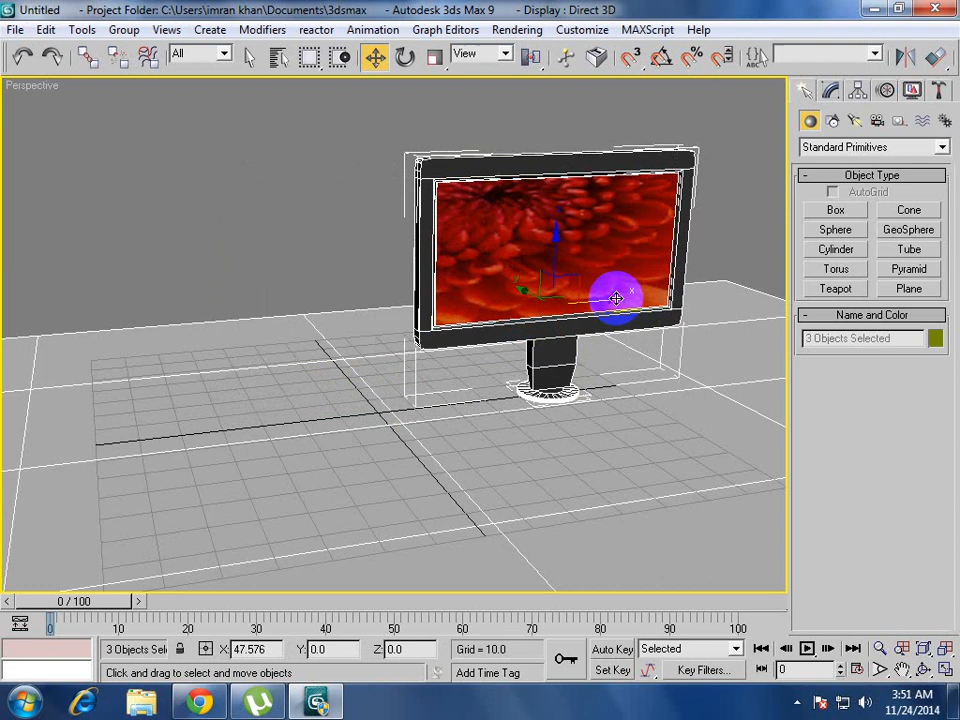 Untitled - Project Folder: C:\Users\imran khan\Documents\3dsmax - Autodesk 3ds Max 9 - Display : Direct 3D
File Edit Tools Group Views Create Modifiers reactor Animation Graph Editors Rendering Customize MAXScript Help
All View
Perspective
Standard Primitives
- Object Type
AutoGrid
Box Cone
Sphere GeoSphere
Cylinder Tube
Torus Pyramid
Teapot Plane
- Name and Color
3 Objects Selected
x
y
< 0 / 100 >
0 10 20 30 40 50 60 70 80 90 100
3 Objects Sel X: 47.576 Y: 0.0 Z: 0.0 Grid = 10.0 Auto Key Selected
Click and drag to select and move objects Add Time Tag Set Key Key Filters... 0
3:51 AM
11/24/2014